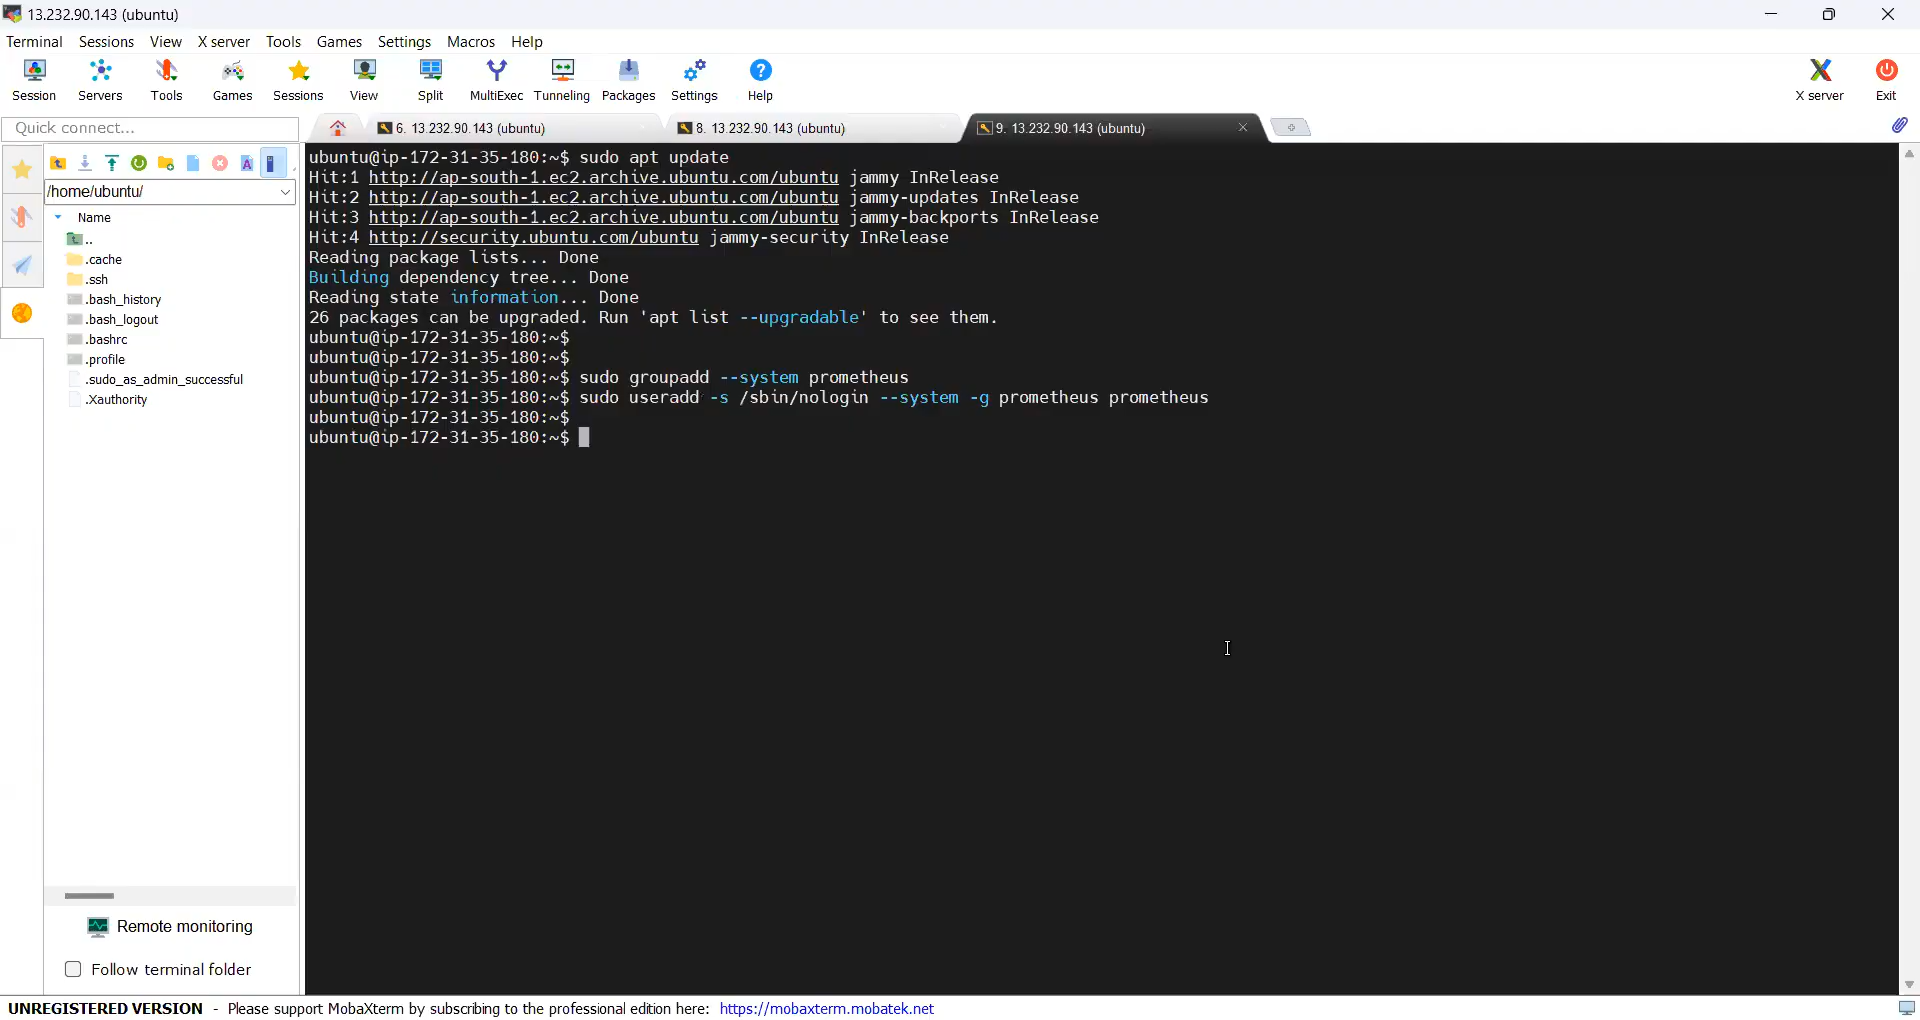 13.232.90.143 (ubuntu)
Terminal Sessions View X server Tools Games Settings Macros Help
Session Servers Tools Games Sessions View Split MultiExec Tunneling Packages Settings Help X server Exit
Quick connect...
6. 13.232.90.143 (ubuntu)
8. 13.232.90.143 (ubuntu)
9. 13.232.90.143 (ubuntu)
/home/ubuntu/
Name
..
.cache
.ssh
.bash_history
.bash_logout
.bashrc
.profile
.sudo_as_admin_successful
.Xauthority
Remote monitoring
Follow terminal folder
ubuntu@ip-172-31-35-180:~$ sudo apt update
Hit:1 http://ap-south-1.ec2.archive.ubuntu.com/ubuntu jammy InRelease
Hit:2 http://ap-south-1.ec2.archive.ubuntu.com/ubuntu jammy-updates InRelease
Hit:3 http://ap-south-1.ec2.archive.ubuntu.com/ubuntu jammy-backports InRelease
Hit:4 http://security.ubuntu.com/ubuntu jammy-security InRelease
Reading package lists... Done
Building dependency tree... Done
Reading state information... Done
26 packages can be upgraded. Run 'apt list --upgradable' to see them.
ubuntu@ip-172-31-35-180:~$
ubuntu@ip-172-31-35-180:~$
ubuntu@ip-172-31-35-180:~$ sudo groupadd --system prometheus
ubuntu@ip-172-31-35-180:~$ sudo useradd -s /sbin/nologin --system -g prometheus prometheus
ubuntu@ip-172-31-35-180:~$
ubuntu@ip-172-31-35-180:~$
UNREGISTERED VERSION - Please support MobaXterm by subscribing to the professional edition here: https://mobaxterm.mobatek.net